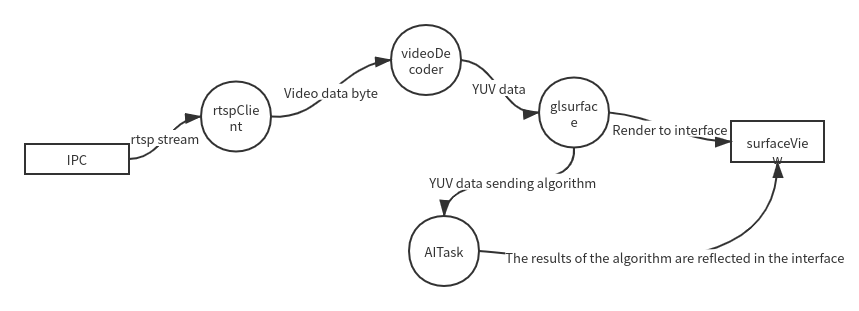 IPC
rtsp stream
rtspClie
nt
Video data byte
videoDe
coder
YUV data
glsurfac
e
Render to interface
surfaceVie
w
YUV data sending algorithm
AITask
The results of the algorithm are reflected in the interface